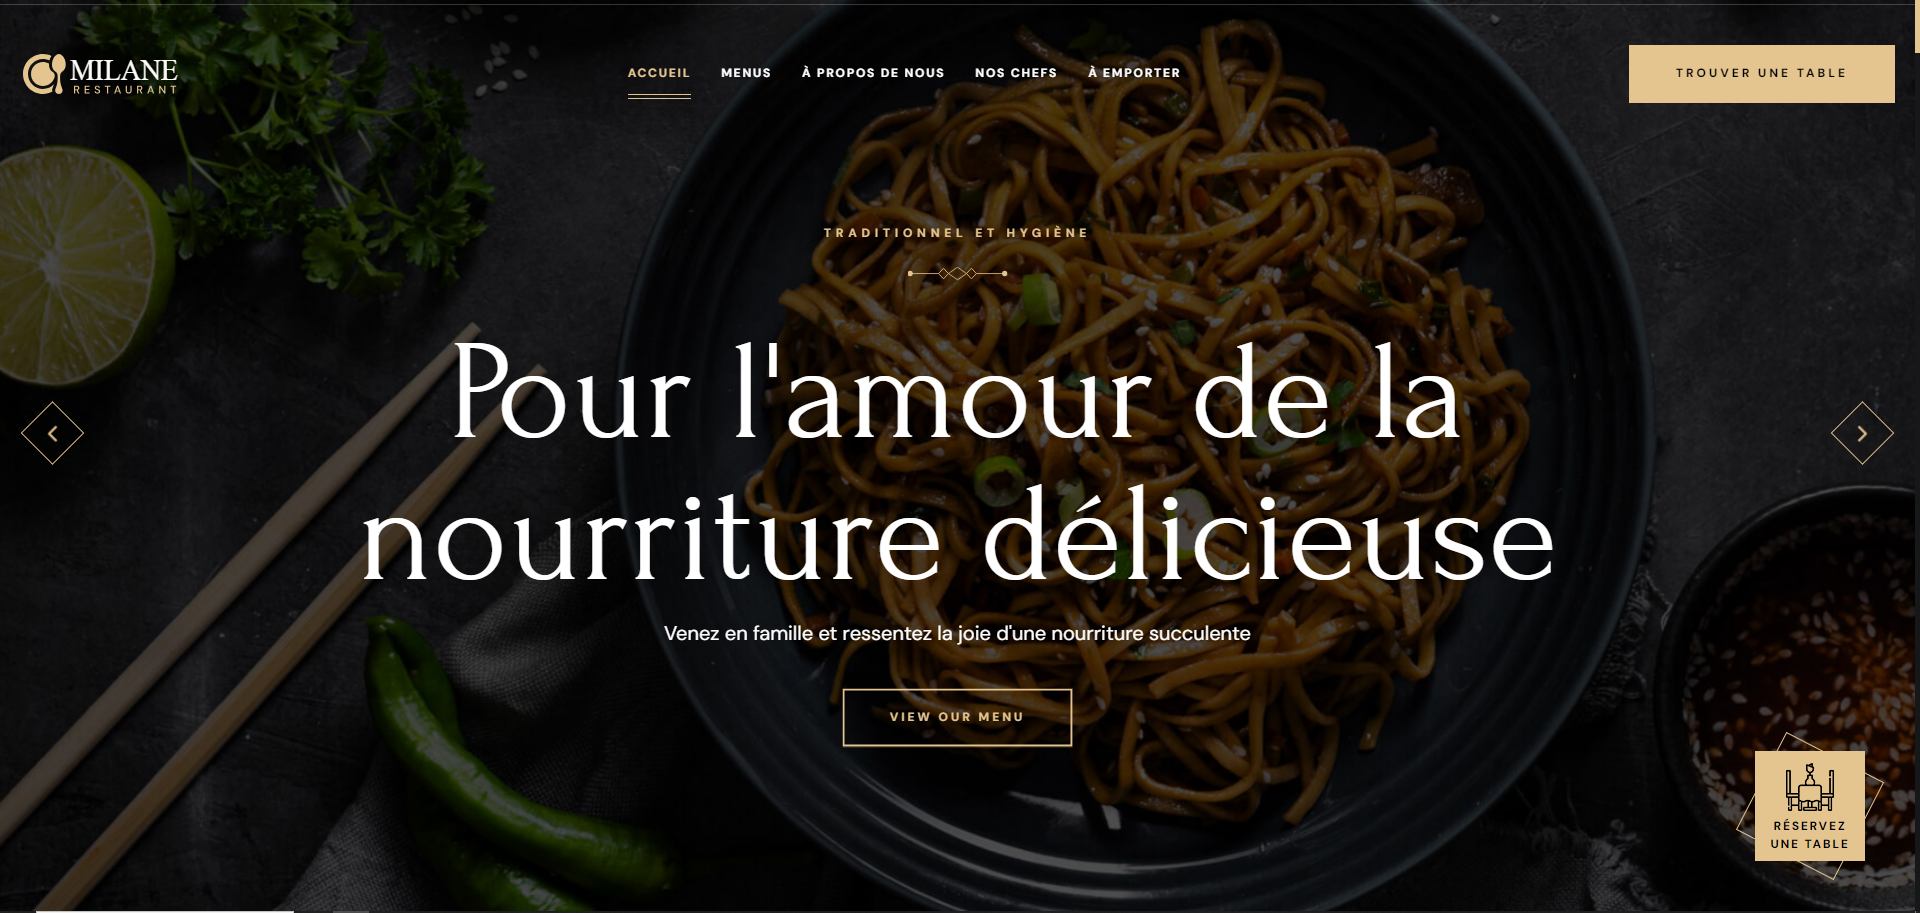 MILANE
RESTAURANT
ACCUEIL
MENUS
À PROPOS DE NOUS
NOS CHEFS
À EMPORTER
TROUVER UNE TABLE
TRADITIONNEL ET HYGIÈNE
Pour l'amour de la
nourriture délicieuse
Venez en famille et ressentez la joie d'une nourriture succulente
VIEW OUR MENU
RÉSERVEZ
UNE TABLE